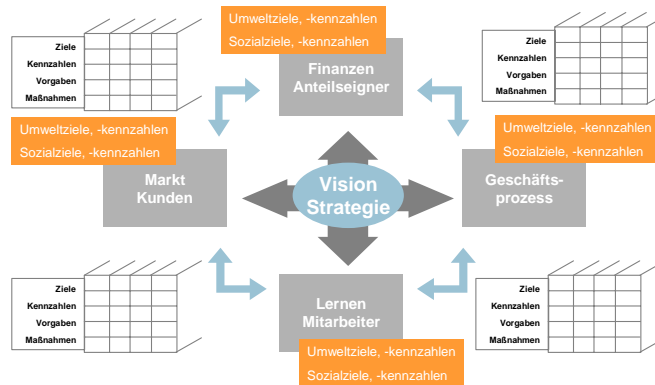 Umweltziele, -kennzahlen
Sozialziele, -kennzahlen
Finanzen
Anteilseigner
Ziele
Kennzahlen
Vorgaben
Maßnahmen
Ziele
Kennzahlen
Vorgaben
Maßnahmen
Umweltziele, -kennzahlen
Sozialziele, -kennzahlen
Markt
Kunden
Vision
Strategie
Umweltziele, -kennzahlen
Sozialziele, -kennzahlen
Geschäfts-
prozess
Ziele
Kennzahlen
Vorgaben
Maßnahmen
Lernen
Mitarbeiter
Umweltziele, -kennzahlen
Sozialziele, -kennzahlen
Ziele
Kennzahlen
Vorgaben
Maßnahmen